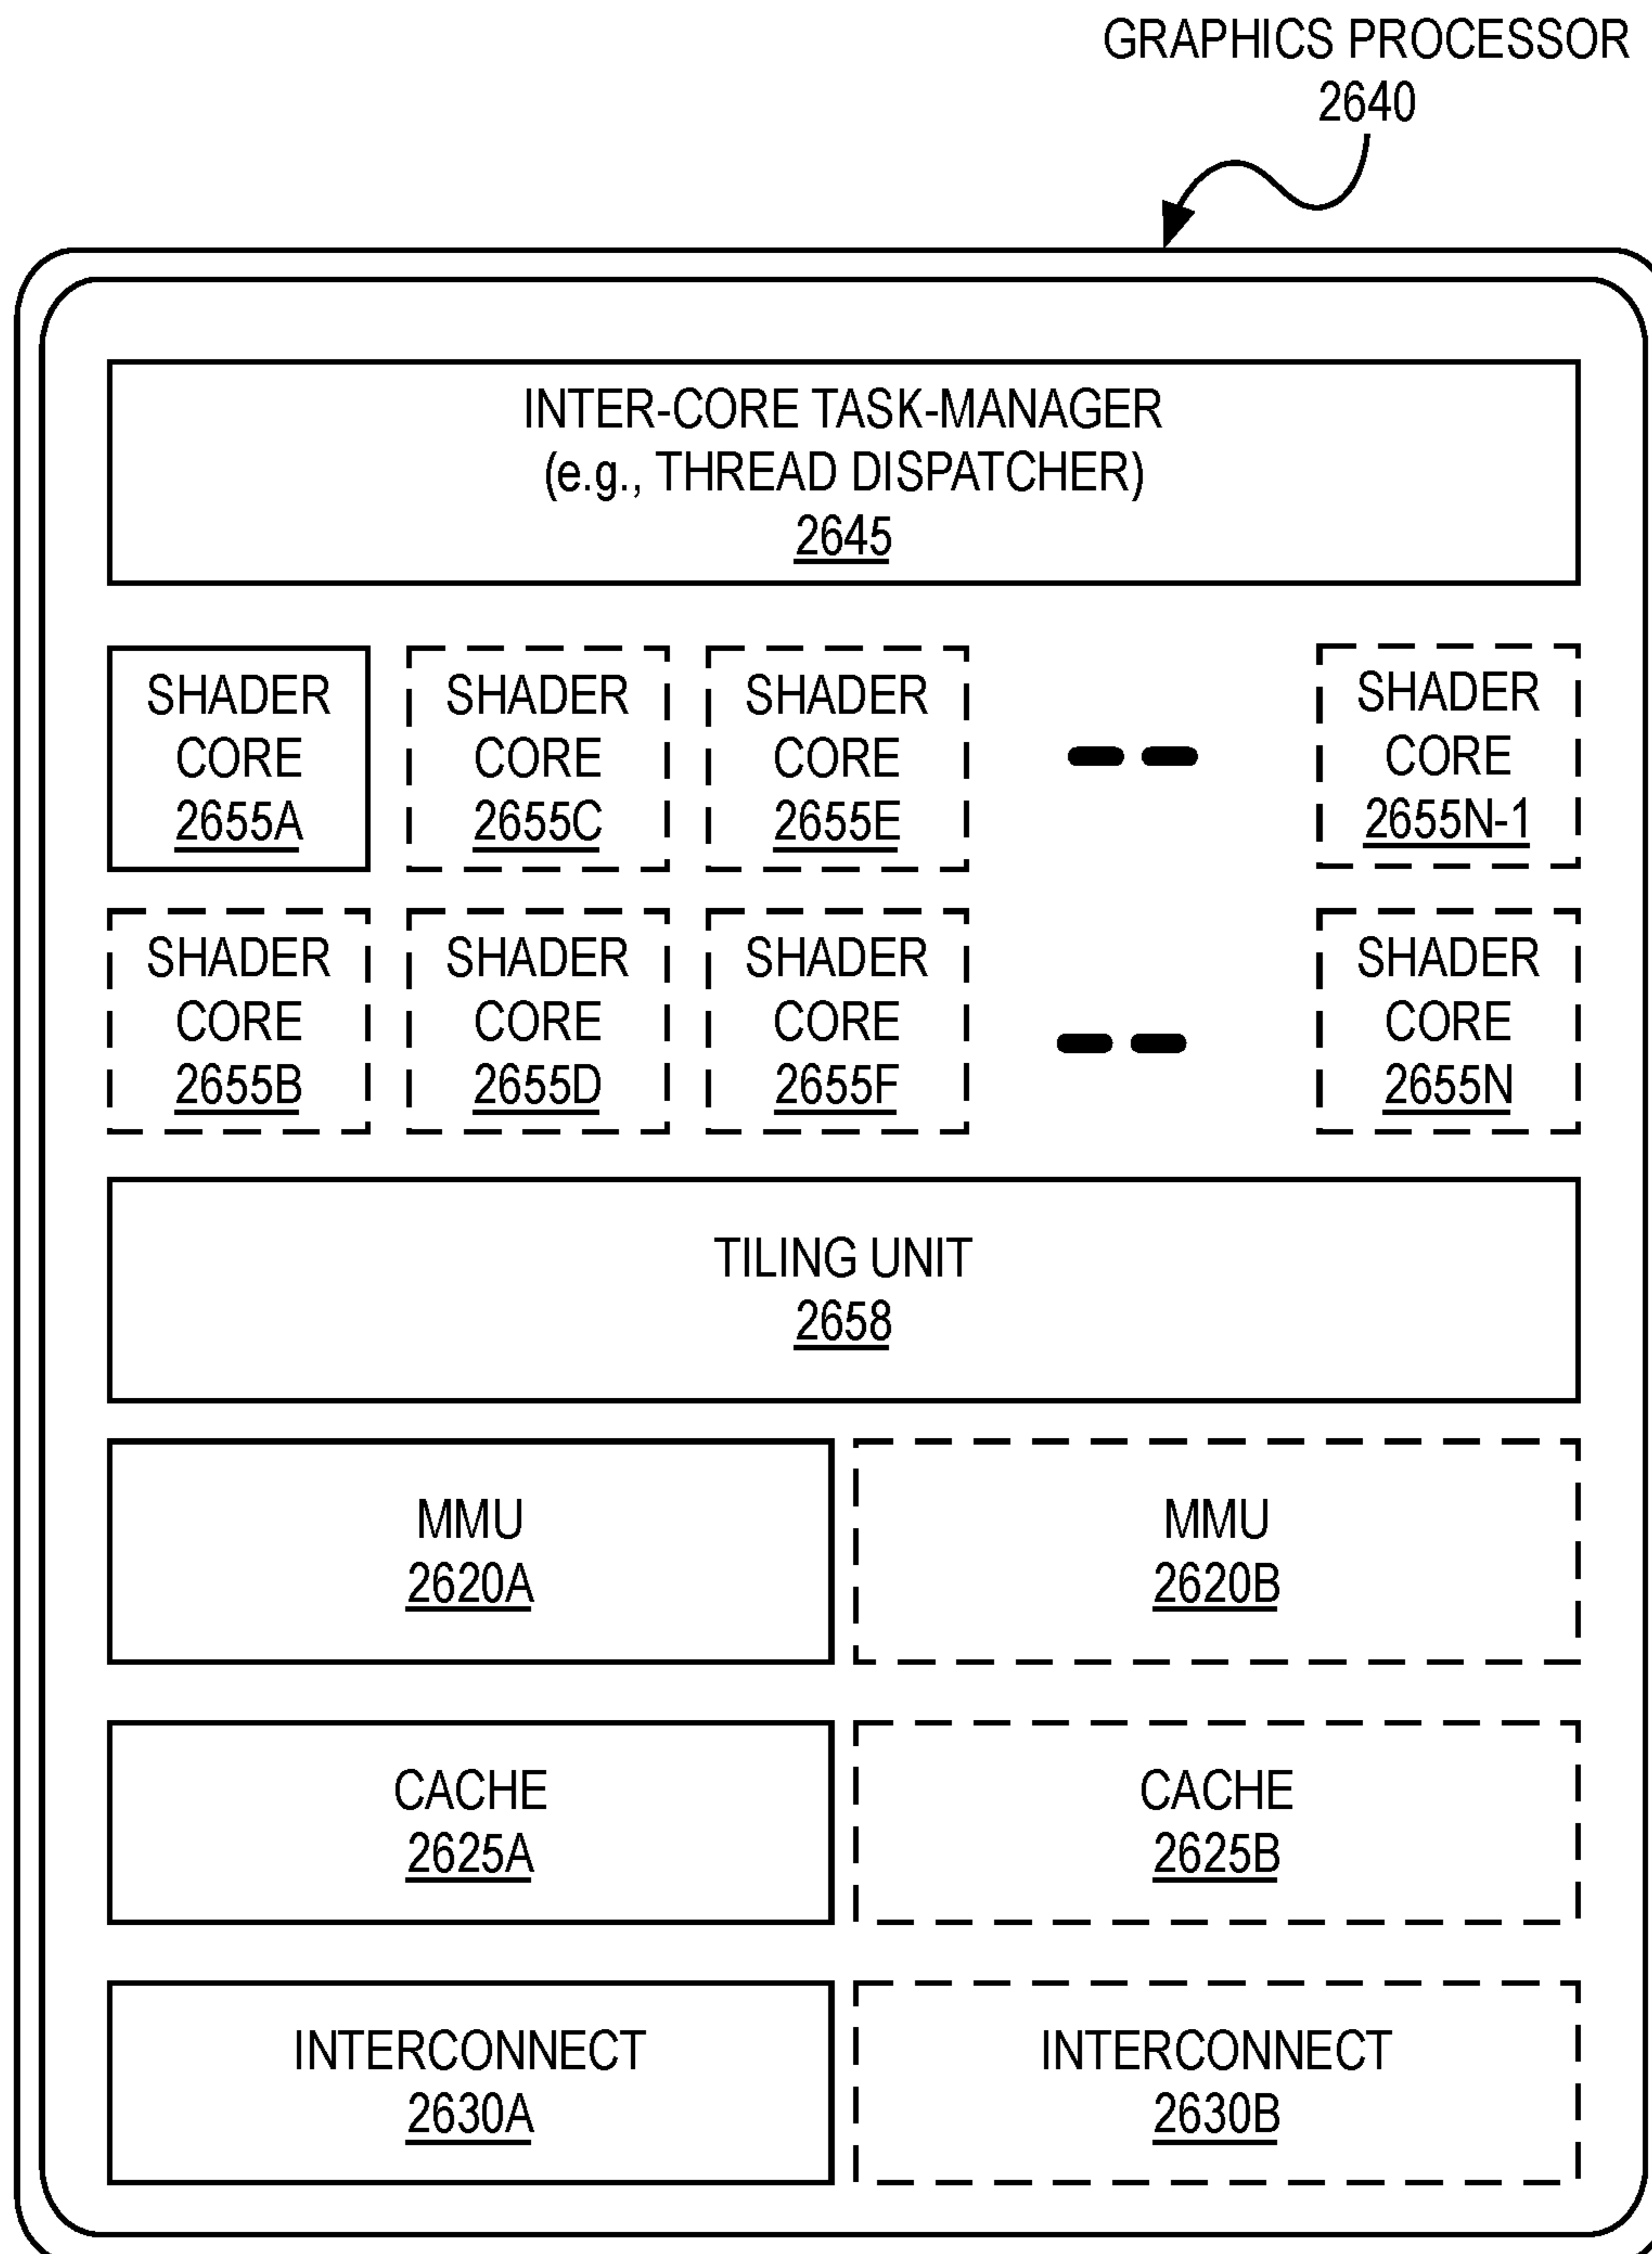 GRAPHICS PROCESSOR
2640
INTER-CORE TASK-MANAGER
(e.g., THREAD DISPATCHER)
2645
SHADER
CORE
2655A
SHADER
CORE
2655C
SHADER
CORE
2655E
SHADER
CORE
2655N-1
SHADER
CORE
2655B
SHADER
CORE
2655D
SHADER
CORE
2655F
SHADER
CORE
2655N
TILING UNIT
2658
MMU
2620A
MMU
2620B
CACHE
2625A
CACHE
2625B
INTERCONNECT
2630A
INTERCONNECT
2630B